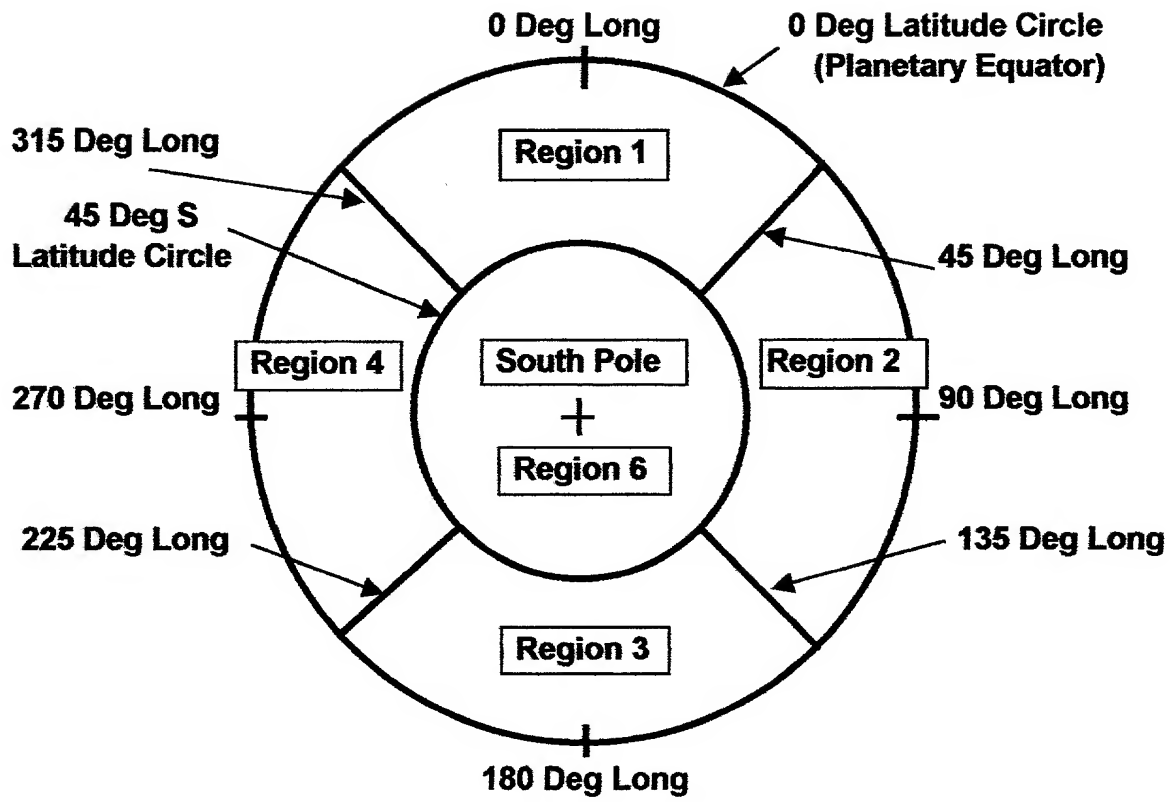 0 Deg Long
0 Deg Latitude Circle
(Planetary Equator)
315 Deg Long
Region 1
45 Deg S
Latitude Circle
45 Deg Long
Region 4
South Pole
Region 2
270 Deg Long
90 Deg Long
Region 6
225 Deg Long
135 Deg Long
Region 3
180 Deg Long